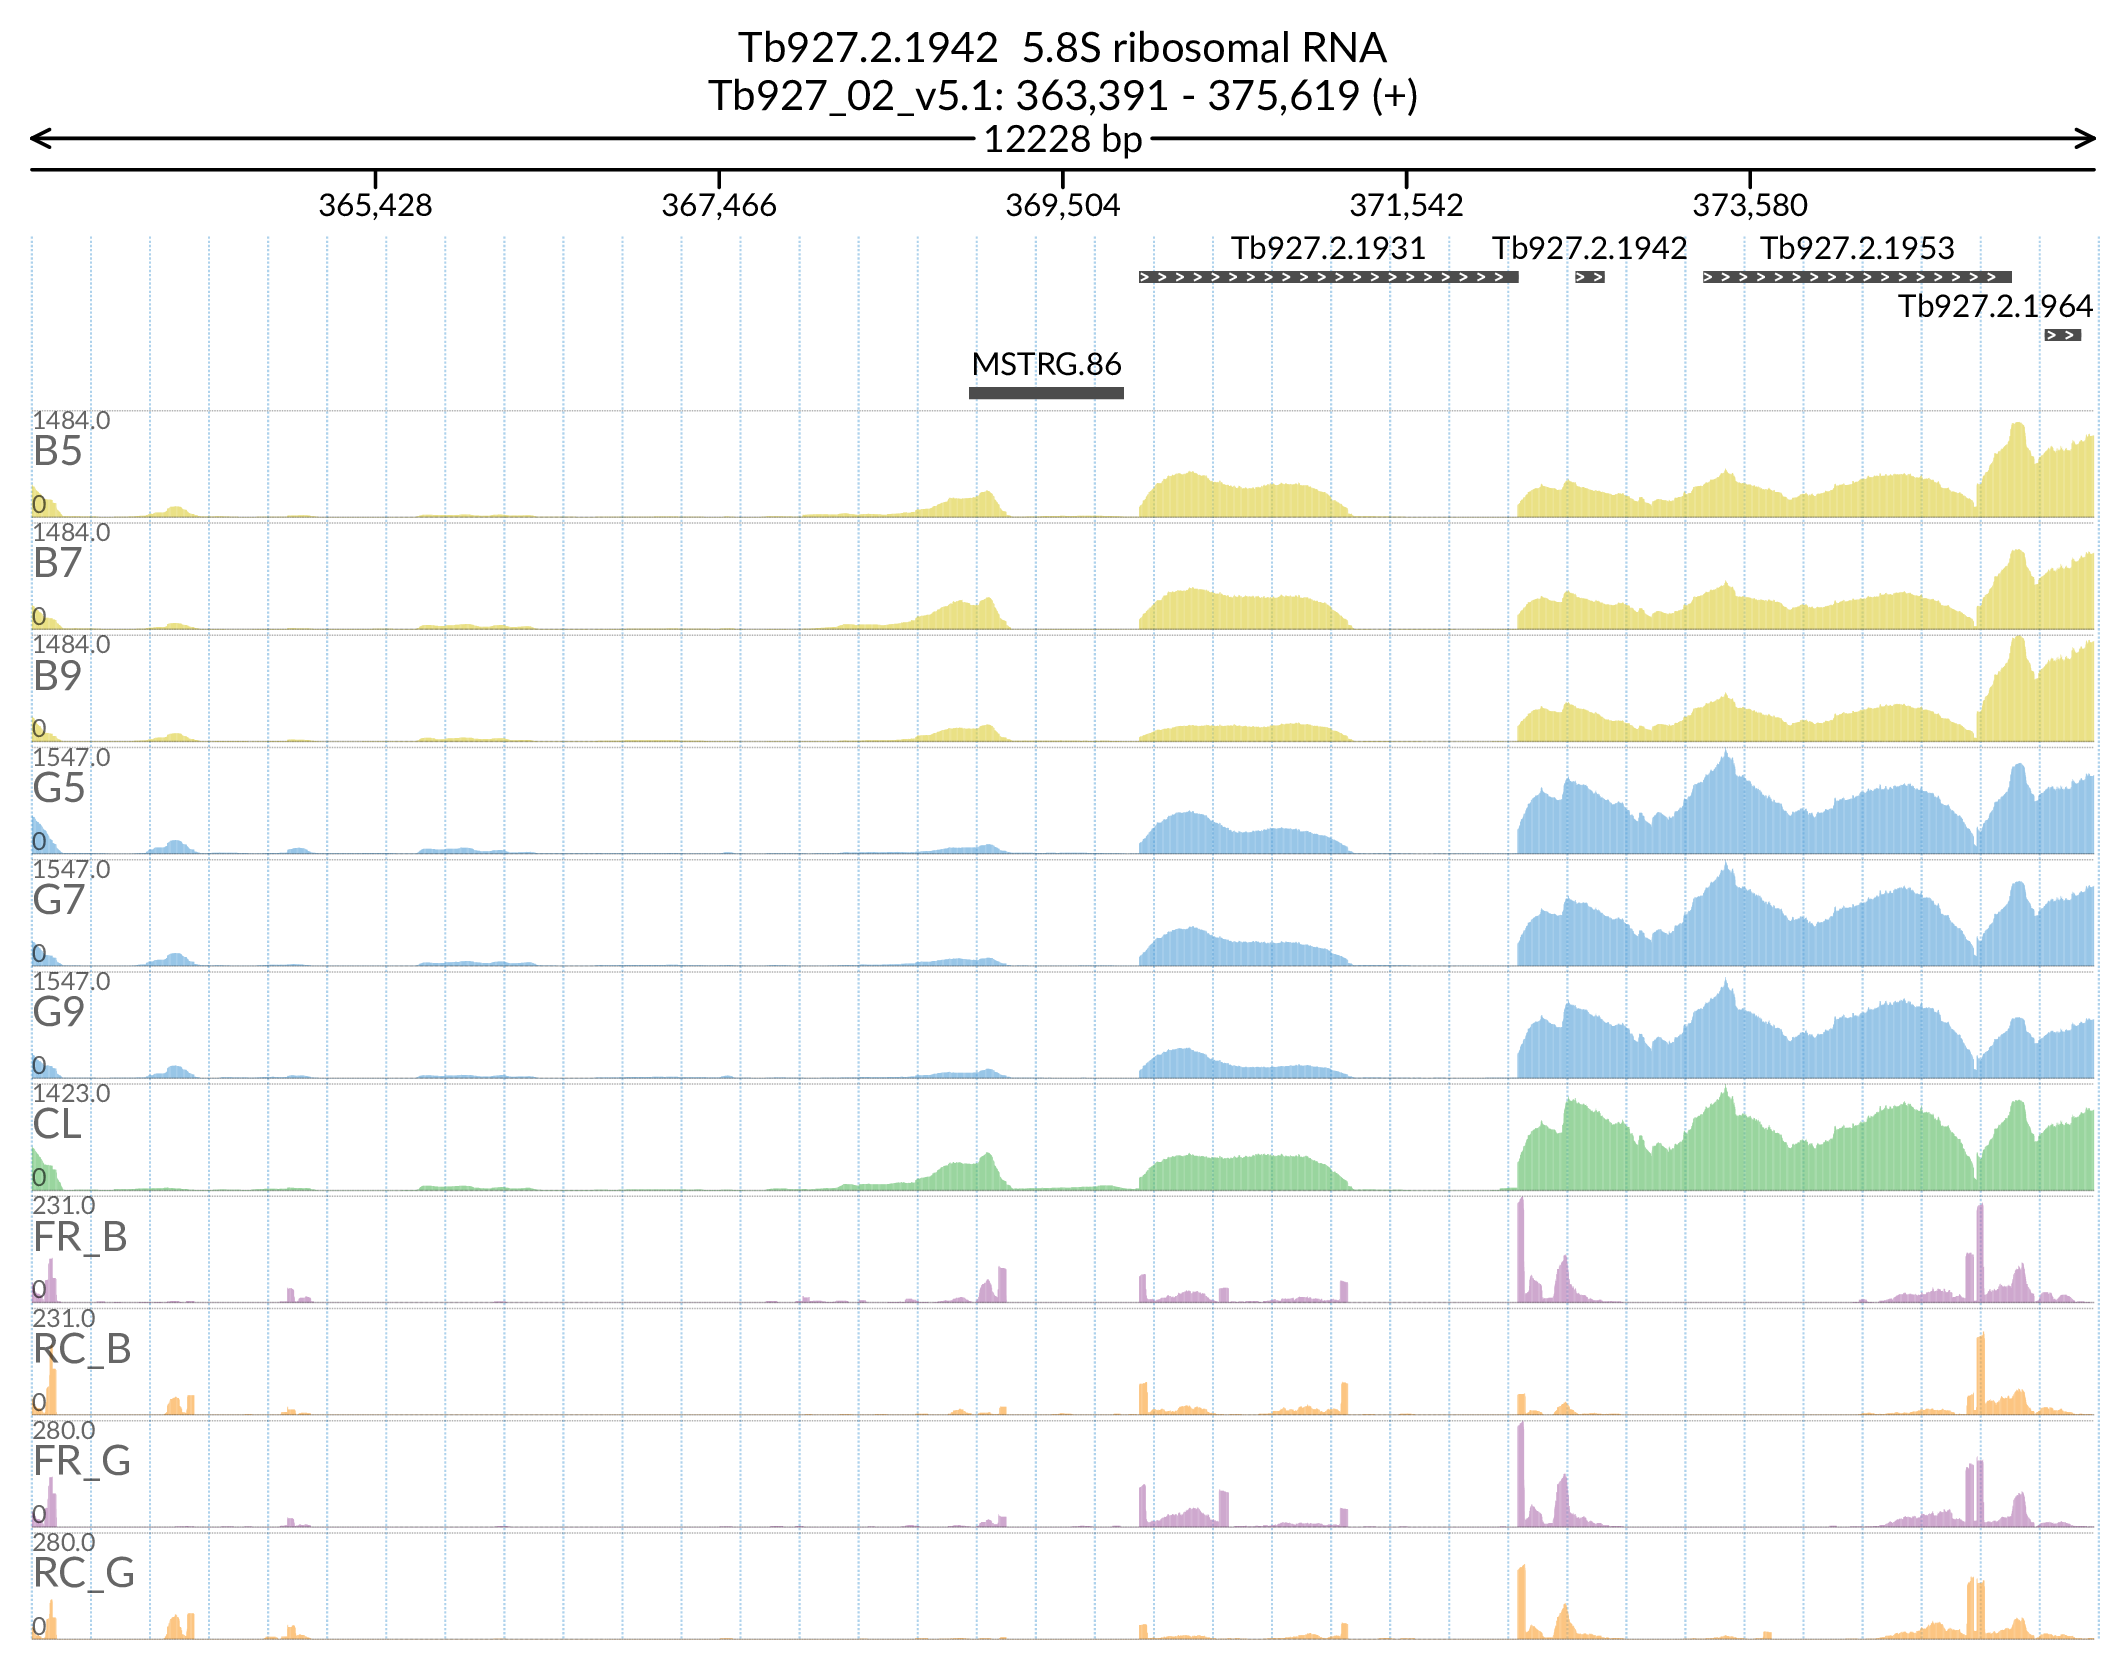 Tb927.2.1942  5.8S ribosomal RNA
Tb927_02_v5.1: 363,391 - 375,619 (+)
12228 bp
365,428 367,466 369,504 371,542 373,580
Tb927.2.1931 Tb927.2.1942 Tb927.2.1953
Tb927.2.1964
MSTRG.86
1484.0
B5
0
1484.0
B7
0
1484.0
B9
0
1547.0
G5
0
1547.0
G7
0
1547.0
G9
0
1423.0
CL
0
231.0
FR_B
0
231.0
RC_B
0
280.0
FR_G
0
280.0
RC_G
0